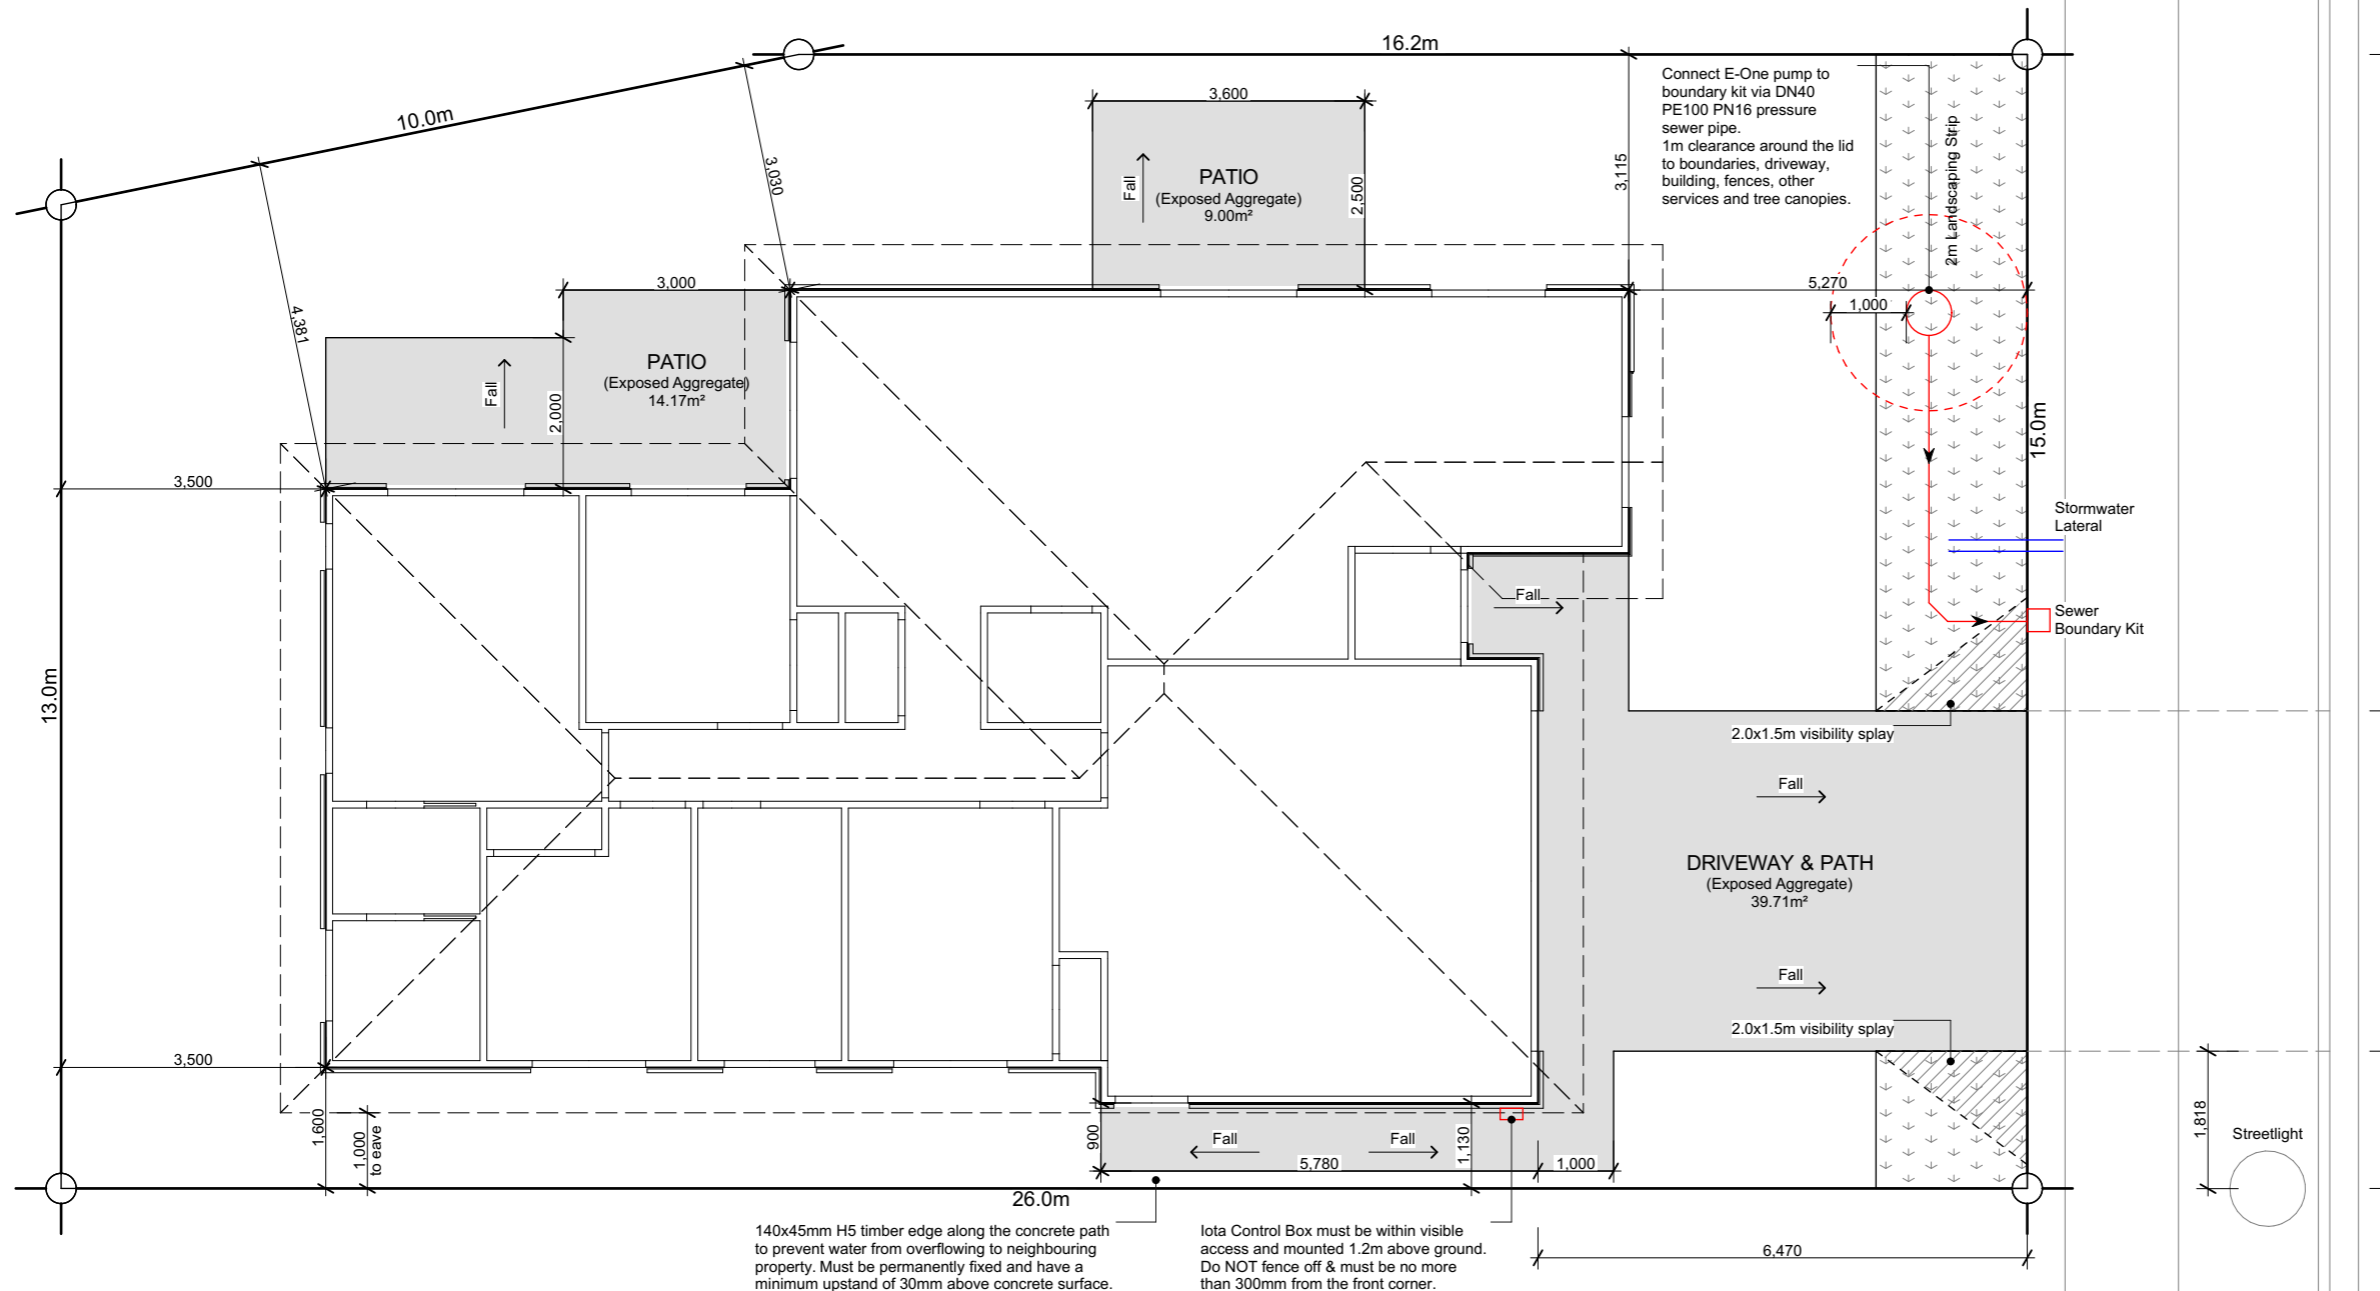 16.2m
10.0m
Connect E-One pump to
boundary kit via DN40
PE100 PN16 pressure
sewer pipe.
1m clearance around the lid
to boundaries, driveway,
building, fences, other
services and tree canopies.
2m Landscaping Strip
3,600
PATIO
(Exposed Aggregate)
9.00m²
Fall
2,500
3,115
3,030
4,381
5,270
1,000
3,000
PATIO
(Exposed Aggregate)
14.17m²
Fall
2,000
15.0m
3,500
Stormwater
Lateral
Fall
Sewer
Boundary Kit
13.0m
2.0x1.5m visibility splay
Fall
DRIVEWAY & PATH
(Exposed Aggregate)
39.71m²
Fall
2.0x1.5m visibility splay
3,500
1,600
1,000
to eave
900
Fall
Fall
1,130
5,780
1,000
1,818
Streetlight
26.0m
140x45mm H5 timber edge along the concrete path
to prevent water from overflowing to neighbouring
property. Must be permanently fixed and have a
minimum upstand of 30mm above concrete surface.
Iota Control Box must be within visible
access and mounted 1.2m above ground.
Do NOT fence off & must be no more
than 300mm from the front corner.
6,470